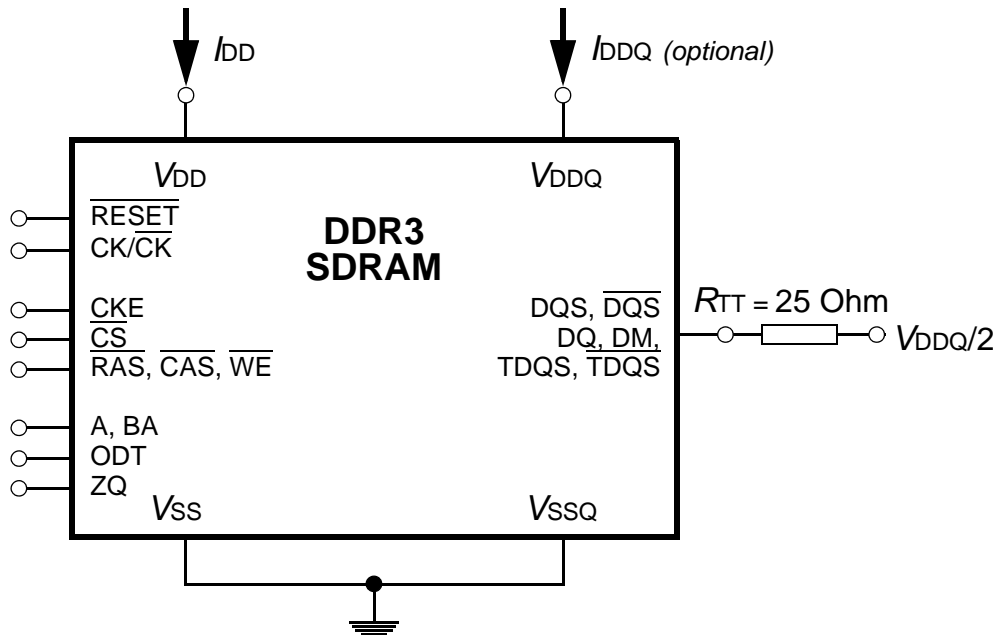 IDD
IDDQ (optional)
VDD
VDDQ
RESET
CK/CK
DDR3
SDRAM
CKE
CS
RAS, CAS, WE
A, BA
ODT
ZQ
DQS, DQS
DQ, DM,
TDQS, TDQS
RTT = 25 Ohm
VDDQ/2
VSS
VSSQ